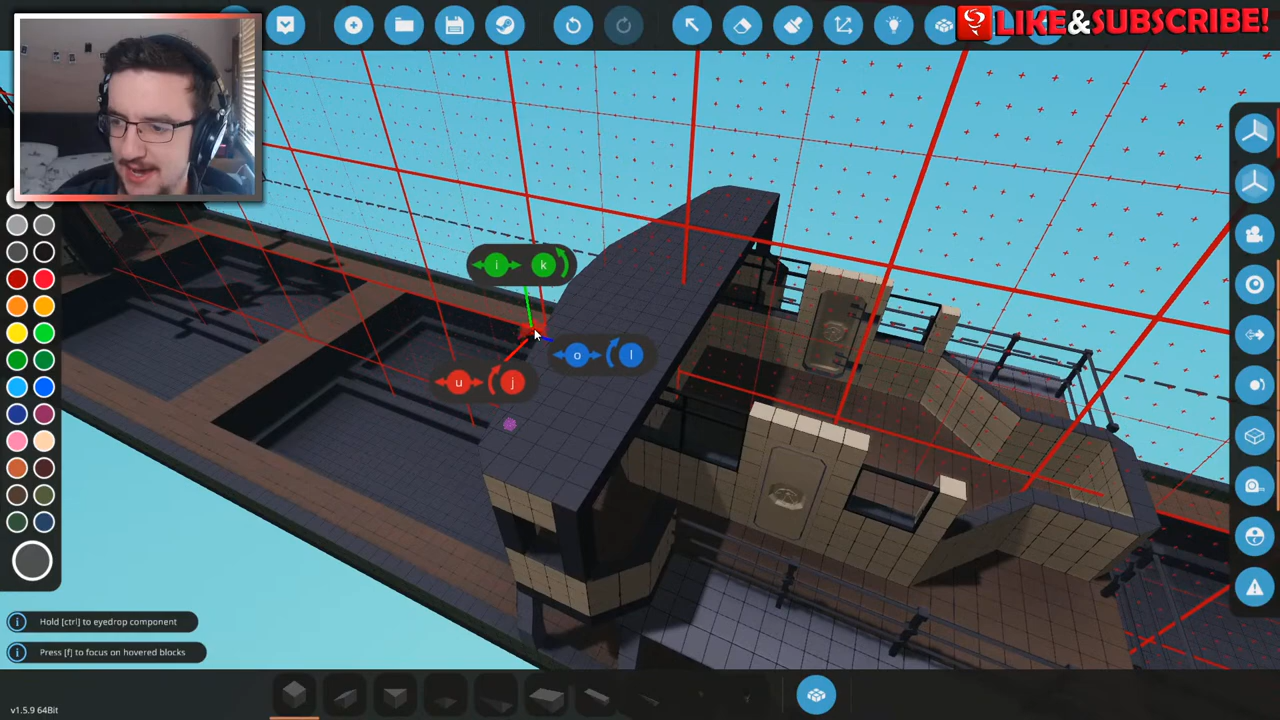 LIKE&SUBSCRIBE!
i k
o l
u j
Hold [ctrl] to eyedrop component
Press [f] to focus on hovered blocks
v1.5.9 64Bit